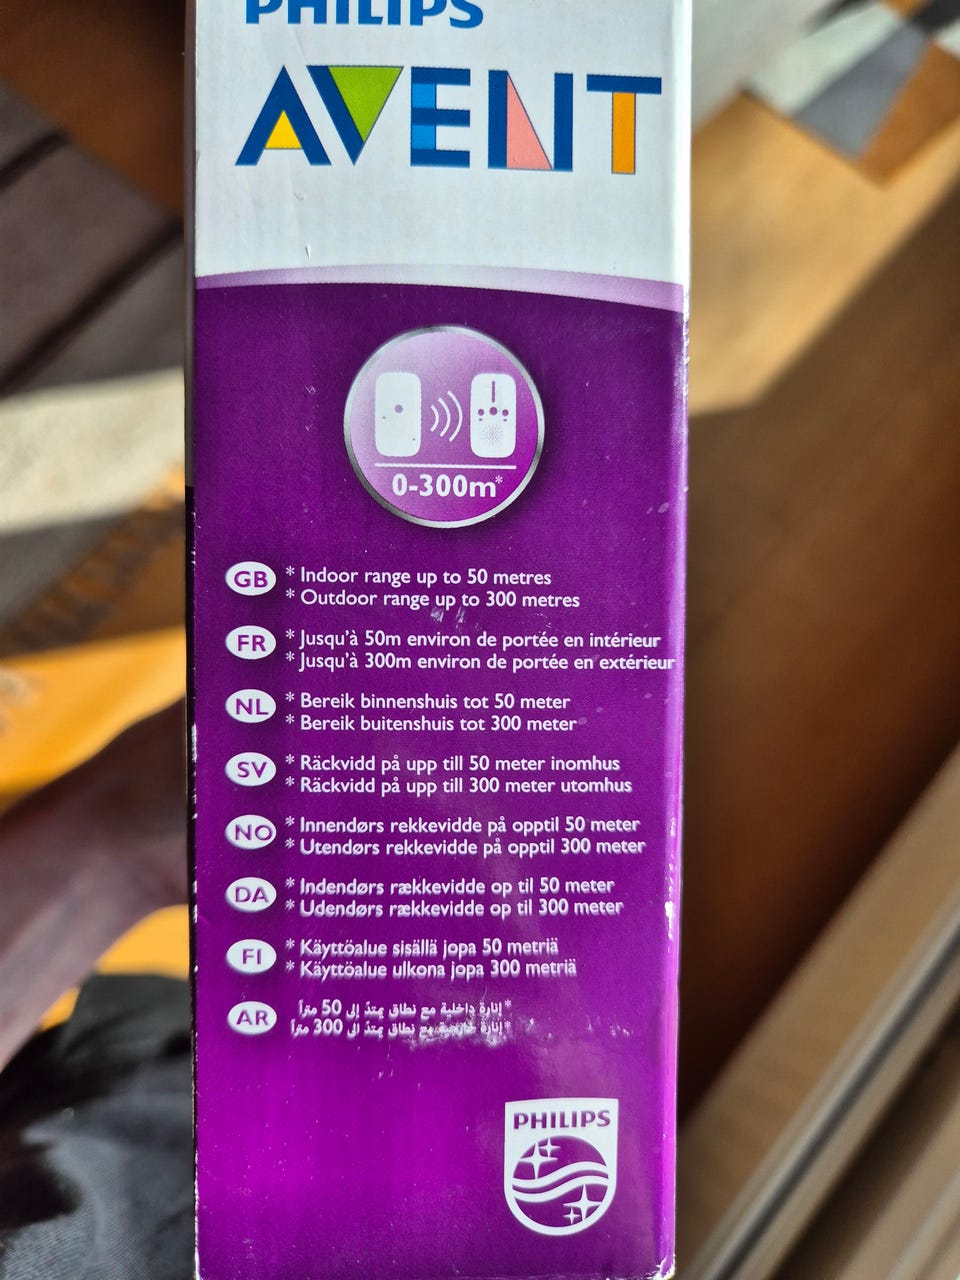 PHILIPS
AVENT
0-300m*
GB * Indoor range up to 50 metres
* Outdoor range up to 300 metres
FR * Jusqu'à 50m environ de portée en intérieur
* Jusqu'à 300m environ de portée en extérieur
NL * Bereik binnenshuis tot 50 meter
* Bereik buitenshuis tot 300 meter
SV * Räckvidd på upp till 50 meter inomhus
* Räckvidd på upp till 300 meter utomhus
NO * Innendørs rekkevidde på opptil 50 meter
* Utendørs rekkevidde på opptil 300 meter
DA * Indendørs rækkevidde op til 50 meter
* Udendørs rækkevidde op til 300 meter
FI * Käyttöalue sisällä jopa 50 metriä
* Käyttöalue ulkona jopa 300 metriä
AR * إنارة داخلية مع نطاق يمتدّ إلى 50 متراً
* إنارة خارجية مع نطاق يمتدّ الى 300 متراً
PHILIPS